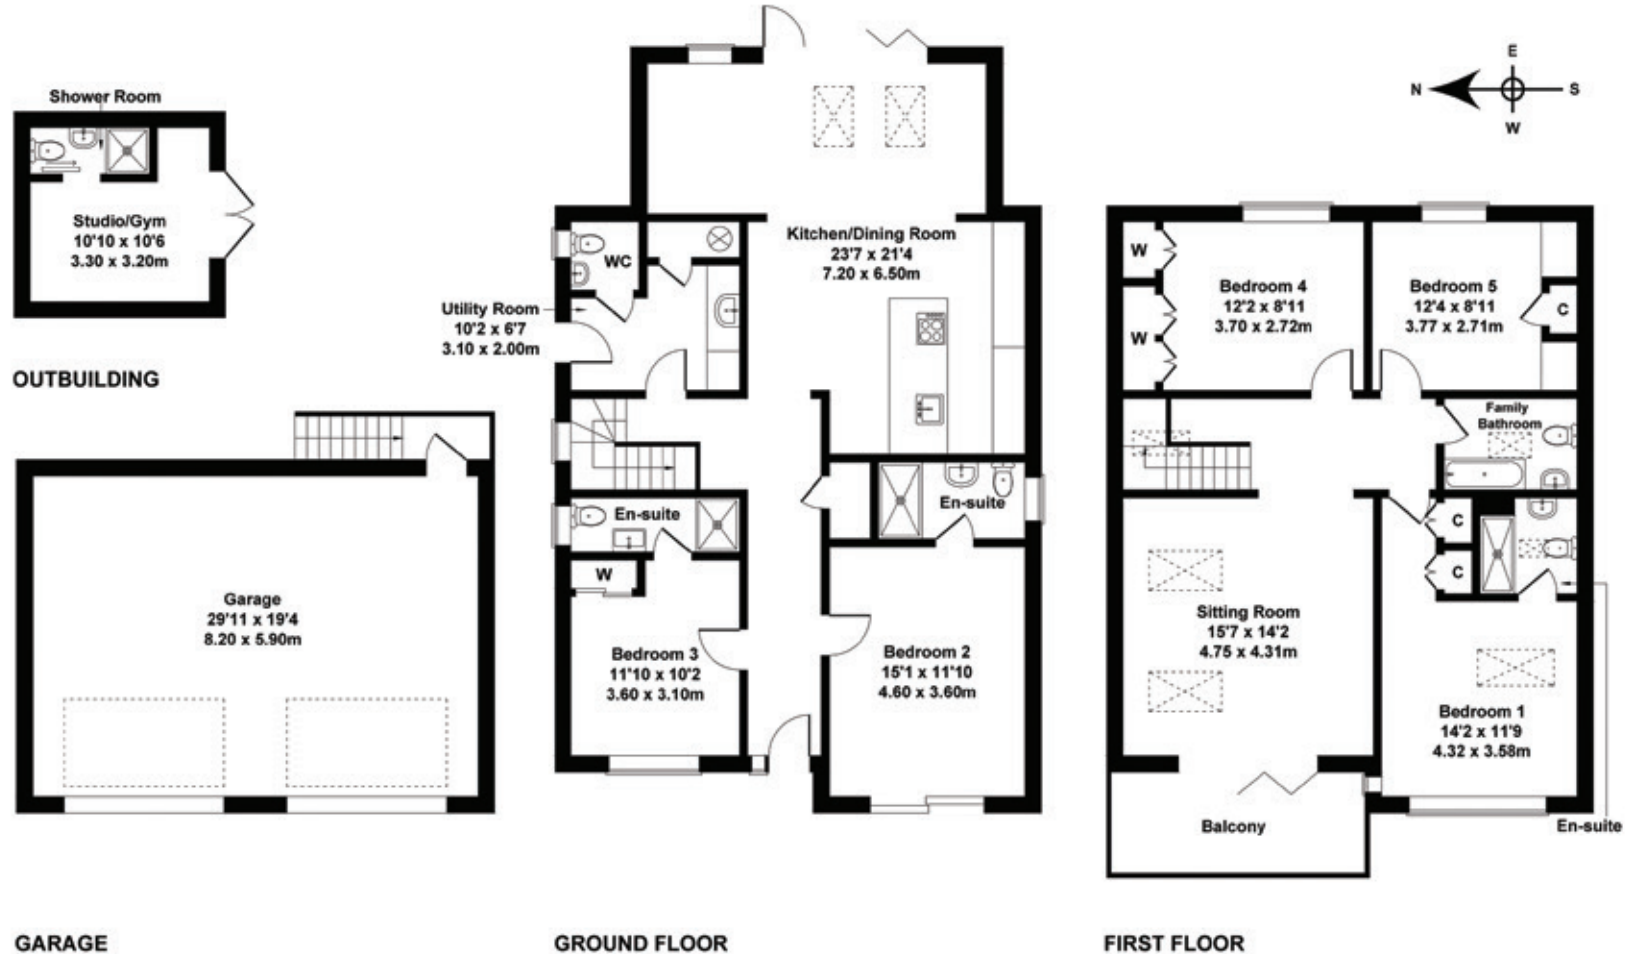 Shower Room
Studio/Gym
10'10 x 10'6
3.30 x 3.20m
OUTBUILDING
Garage
29'11 x 19'4
8.20 x 5.90m
GARAGE
Kitchen/Dining Room
23'7 x 21'4
7.20 x 6.50m
WC
Utility Room
10'2 x 6'7
3.10 x 2.00m
En-suite
En-suite
W
Bedroom 3
11'10 x 10'2
3.60 x 3.10m
Bedroom 2
15'1 x 11'10
4.60 x 3.60m
GROUND FLOOR
E
N
S
W
W
W
Bedroom 4
12'2 x 8'11
3.70 x 2.72m
Bedroom 5
12'4 x 8'11
3.77 x 2.71m
C
Family
Bathroom
C
C
Sitting Room
15'7 x 14'2
4.75 x 4.31m
Bedroom 1
14'2 x 11'9
4.32 x 3.58m
Balcony
En-suite
FIRST FLOOR